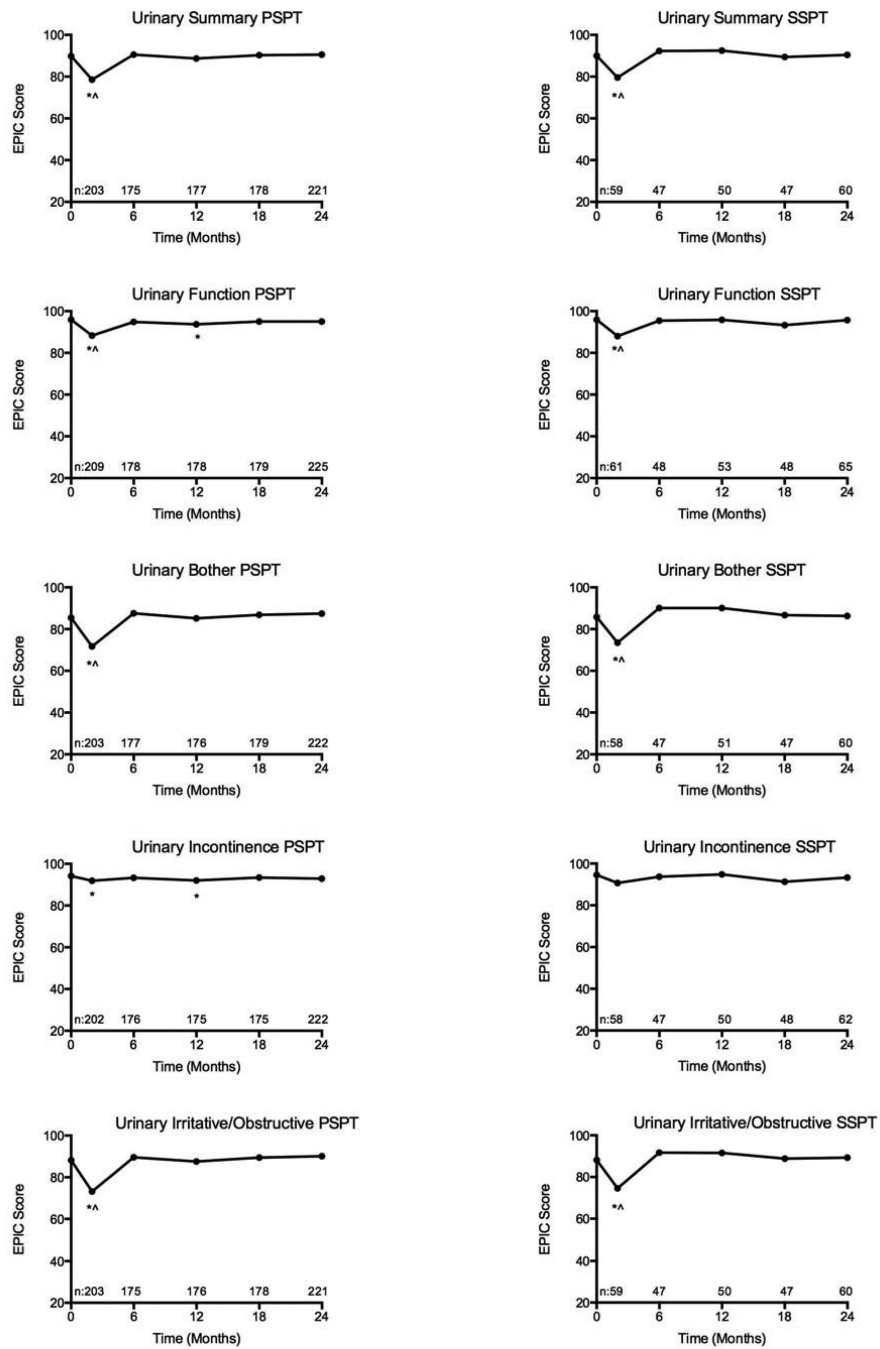 Urinary Summary PSPT
100
80
60
40
20
EPIC Score
*^
n:203 175 177 178 221
0 6 12 18 24
Time (Months)
Urinary Summary SSPT
100
80
60
40
20
EPIC Score
*^
n:59 47 50 47 60
0 6 12 18 24
Time (Months)
Urinary Function PSPT
100
80
60
40
20
EPIC Score
*^ *
n:209 178 178 179 225
0 6 12 18 24
Time (Months)
Urinary Function SSPT
100
80
60
40
20
EPIC Score
*^
n:61 48 53 48 65
0 6 12 18 24
Time (Months)
Urinary Bother PSPT
100
80
60
40
20
EPIC Score
*^
n:203 177 176 179 222
0 6 12 18 24
Time (Months)
Urinary Bother SSPT
100
80
60
40
20
EPIC Score
*^
n:58 47 51 47 60
0 6 12 18 24
Time (Months)
Urinary Incontinence PSPT
100
80
60
40
20
EPIC Score
* *
n:202 176 175 175 222
0 6 12 18 24
Time (Months)
Urinary Incontinence SSPT
100
80
60
40
20
EPIC Score
n:58 47 50 48 62
0 6 12 18 24
Time (Months)
Urinary Irritative/Obstructive PSPT
100
80
60
40
20
EPIC Score
*^
n:203 175 176 178 221
0 6 12 18 24
Time (Months)
Urinary Irritative/Obstructive SSPT
100
80
60
40
20
EPIC Score
*^
n:59 47 50 47 60
0 6 12 18 24
Time (Months)